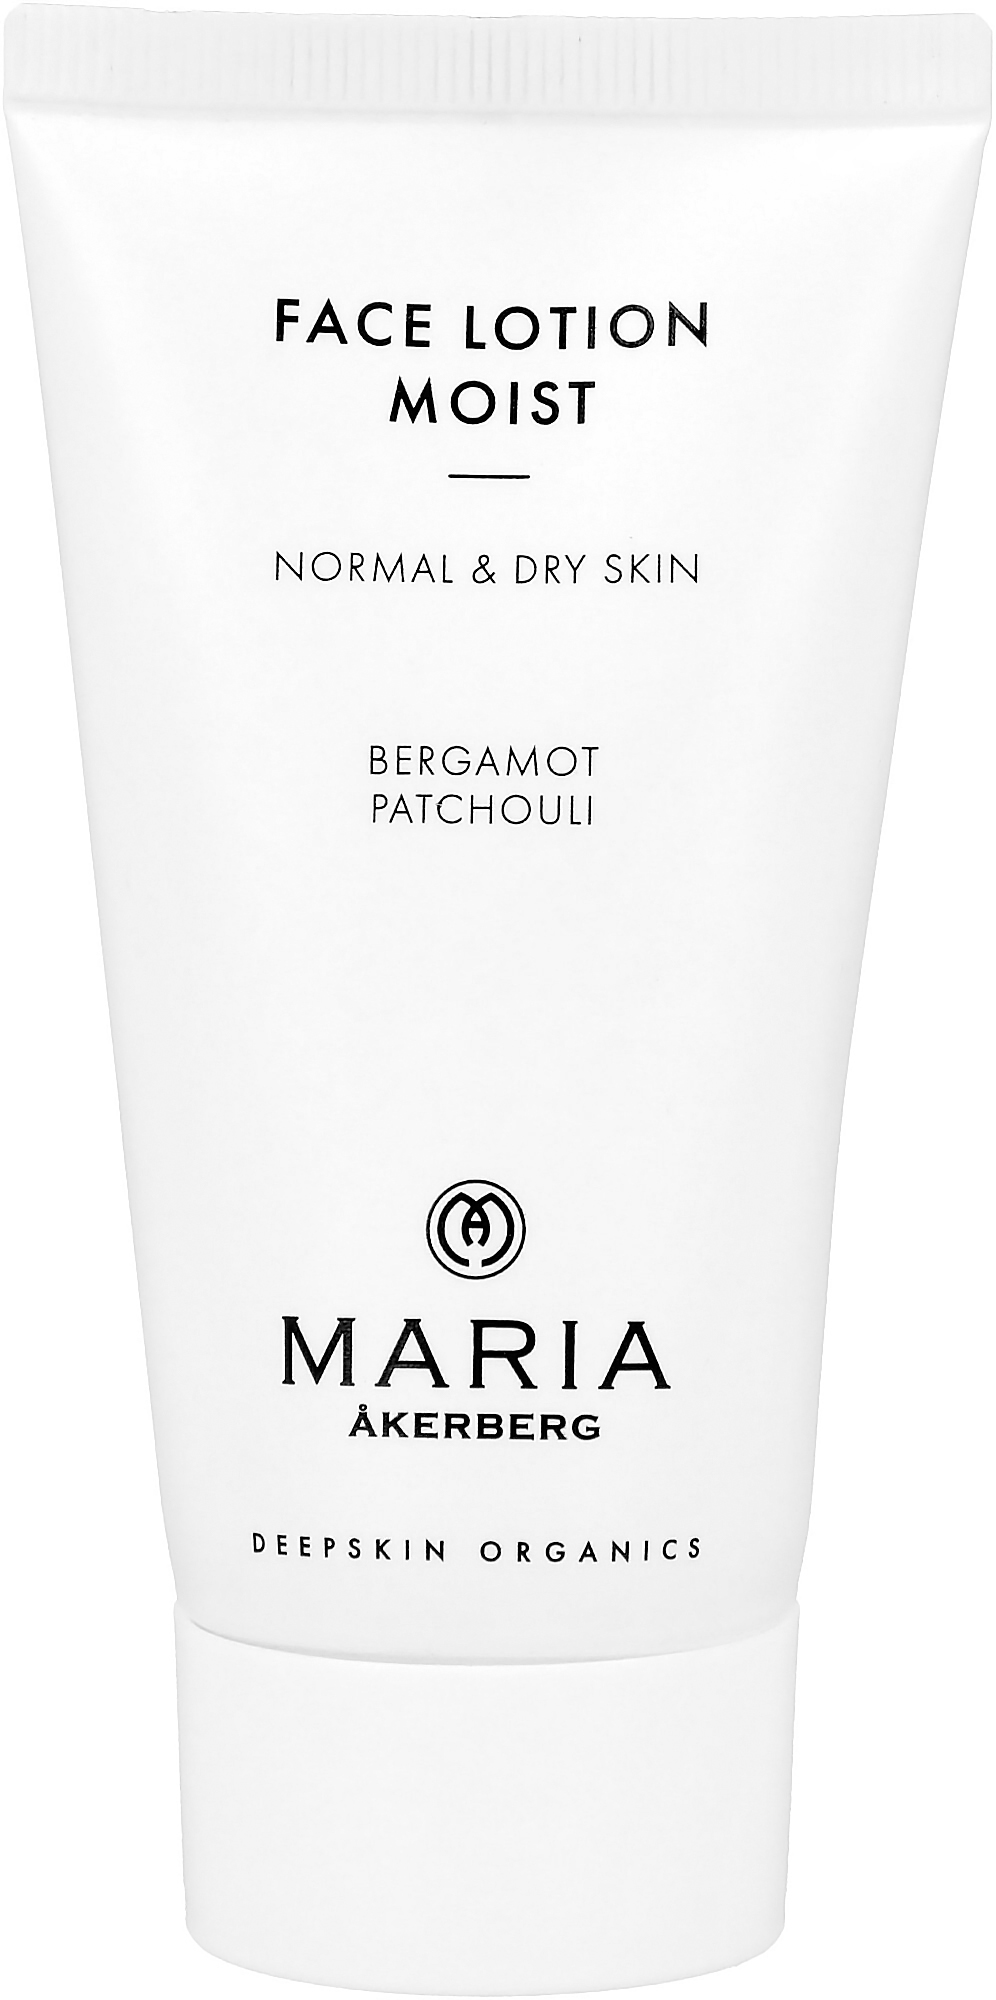 FACE LOTION
MOIST
NORMAL & DRY SKIN
BERGAMOT
PATCHOULI
MARIA
ÅKERBERG
DEEPSKIN ORGANICS